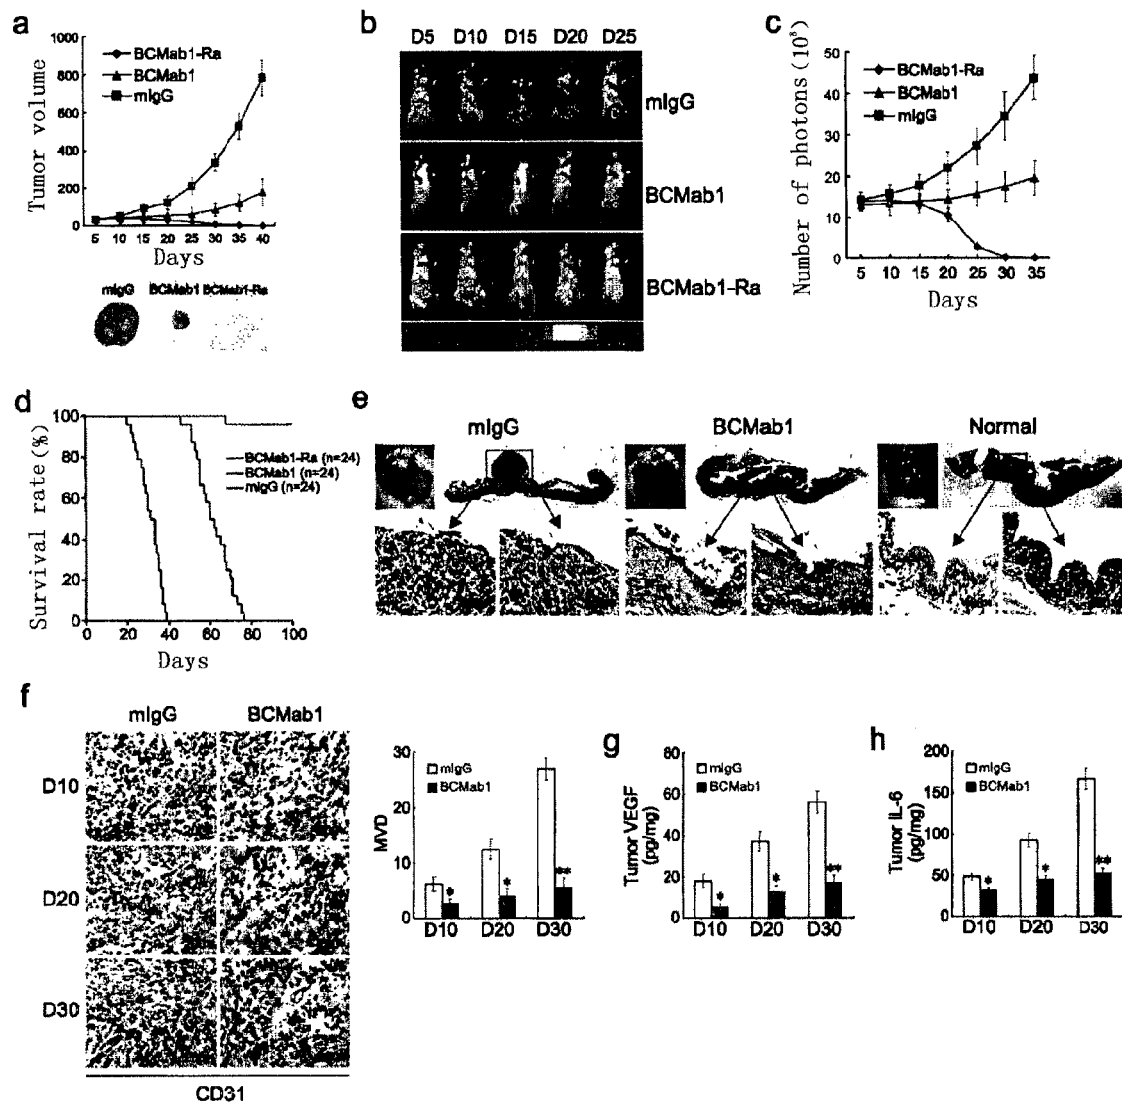 a
1000
800
600
400
200
0
Tumor volume
BCMab1-Ra
BCMab1
mIgG
5 10 15 20 25 30 35 40
Days
mIgG BCMab1 BCMab1-Ra
b
D5 D10 D15 D20 D25
mIgG
BCMab1
BCMab1-Ra
c
50
40
30
20
10
0
Number of photons (10⁸)
BCMab1-Ra
BCMab1
mIgG
5 10 15 20 25 30 35
Days
d
100
80
60
40
20
0
Survival rate (%)
BCMab1-Ra (n=24)
BCMab1 (n=24)
mIgG (n=24)
0 20 40 60 80 100
Days
e
mIgG BCMab1 Normal
f
mIgG BCMab1
D10
D20
D30
CD31
30
20
10
0
MVD
mIgG
BCMab1
* * **
D10 D20 D30
g
80
60
40
20
0
Tumor VEGF
(pg/mg)
mIgG
BCMab1
* * **
D10 D20 D30
h
200
150
100
50
0
Tumor IL-6
(pg/mg)
mIgG
BCMab1
* * **
D10 D20 D30